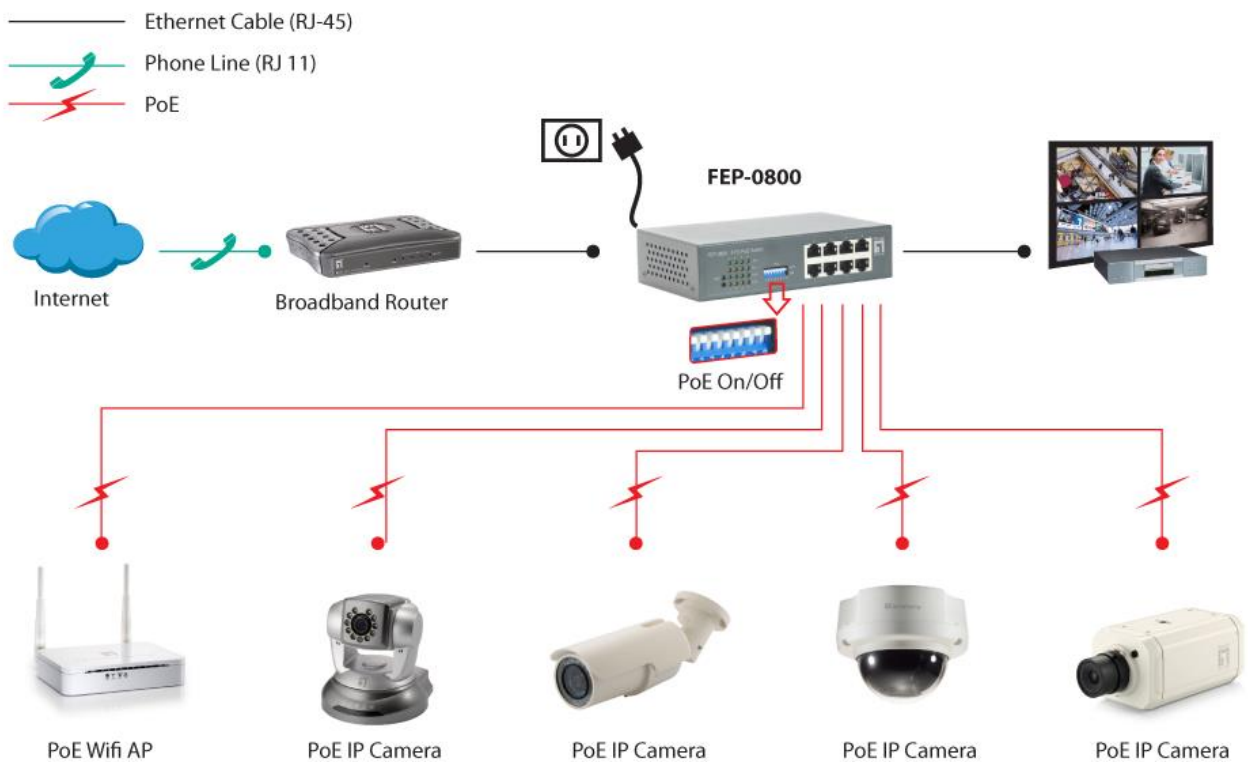 Ethernet Cable (RJ-45)
Phone Line (RJ 11)
PoE
FEP-0800
Internet
Broadband Router
PoE On/Off
PoE Wifi AP
PoE IP Camera
PoE IP Camera
PoE IP Camera
PoE IP Camera